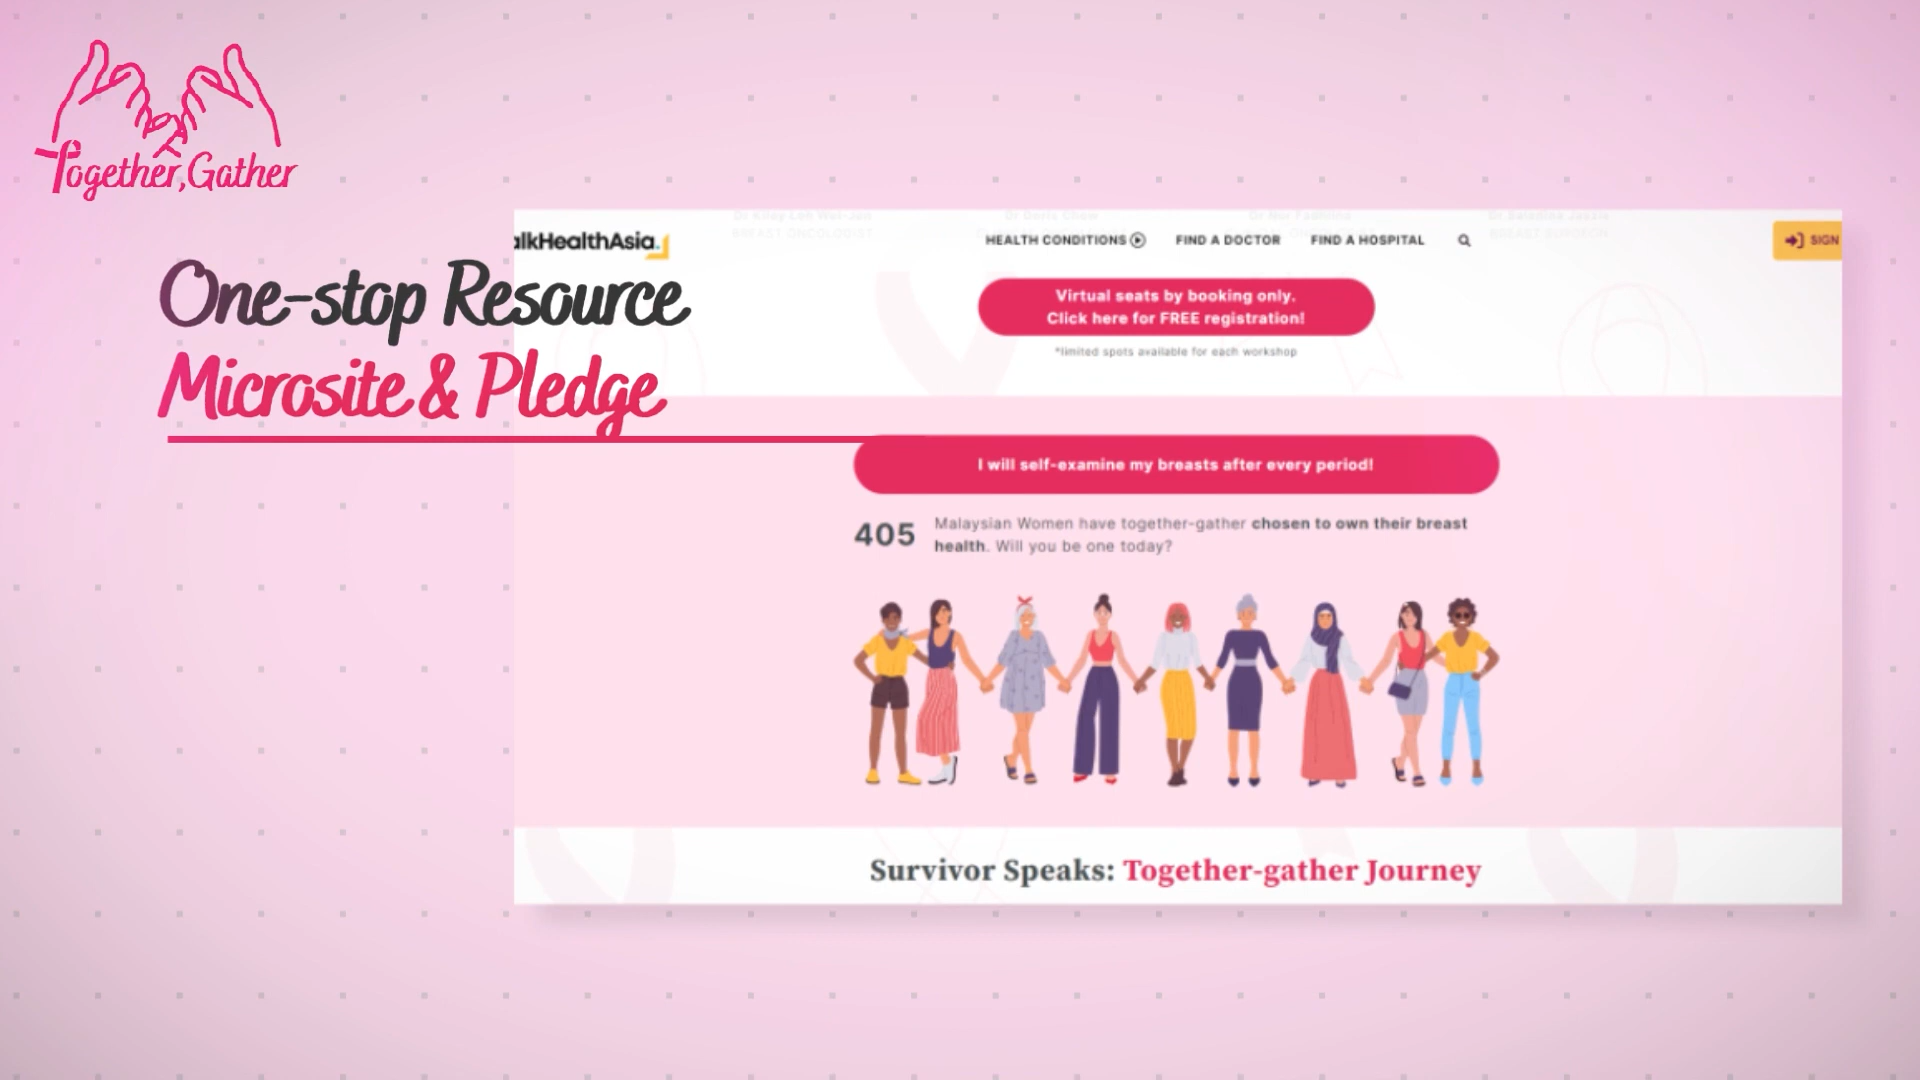 Together,Gather
One-stop Resource
Microsite & Pledge
alkHealthAsia.
HEALTH CONDITIONS
FIND A DOCTOR
FIND A HOSPITAL
SIGN
Virtual seats by booking only.
Click here for FREE registration!
*limited spots available for each workshop
I will self-examine my breasts after every period!
405
Malaysian Women have together-gather chosen to own their breast
health. Will you be one today?
Survivor Speaks: Together-gather Journey